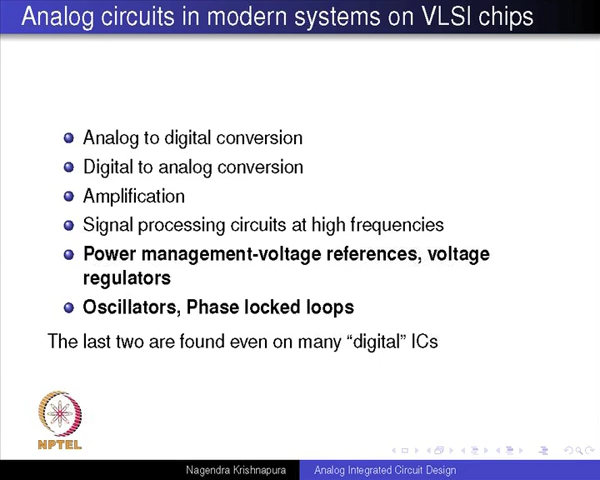 Analog circuits in modern systems on VLSI chips
Analog to digital conversion
Digital to analog conversion
Amplification
Signal processing circuits at high frequencies
Power management-voltage references, voltage
regulators
Oscillators, Phase locked loops
The last two are found even on many “digital” ICs
NPTEL
Nagendra Krishnapura
Analog Integrated Circuit Design